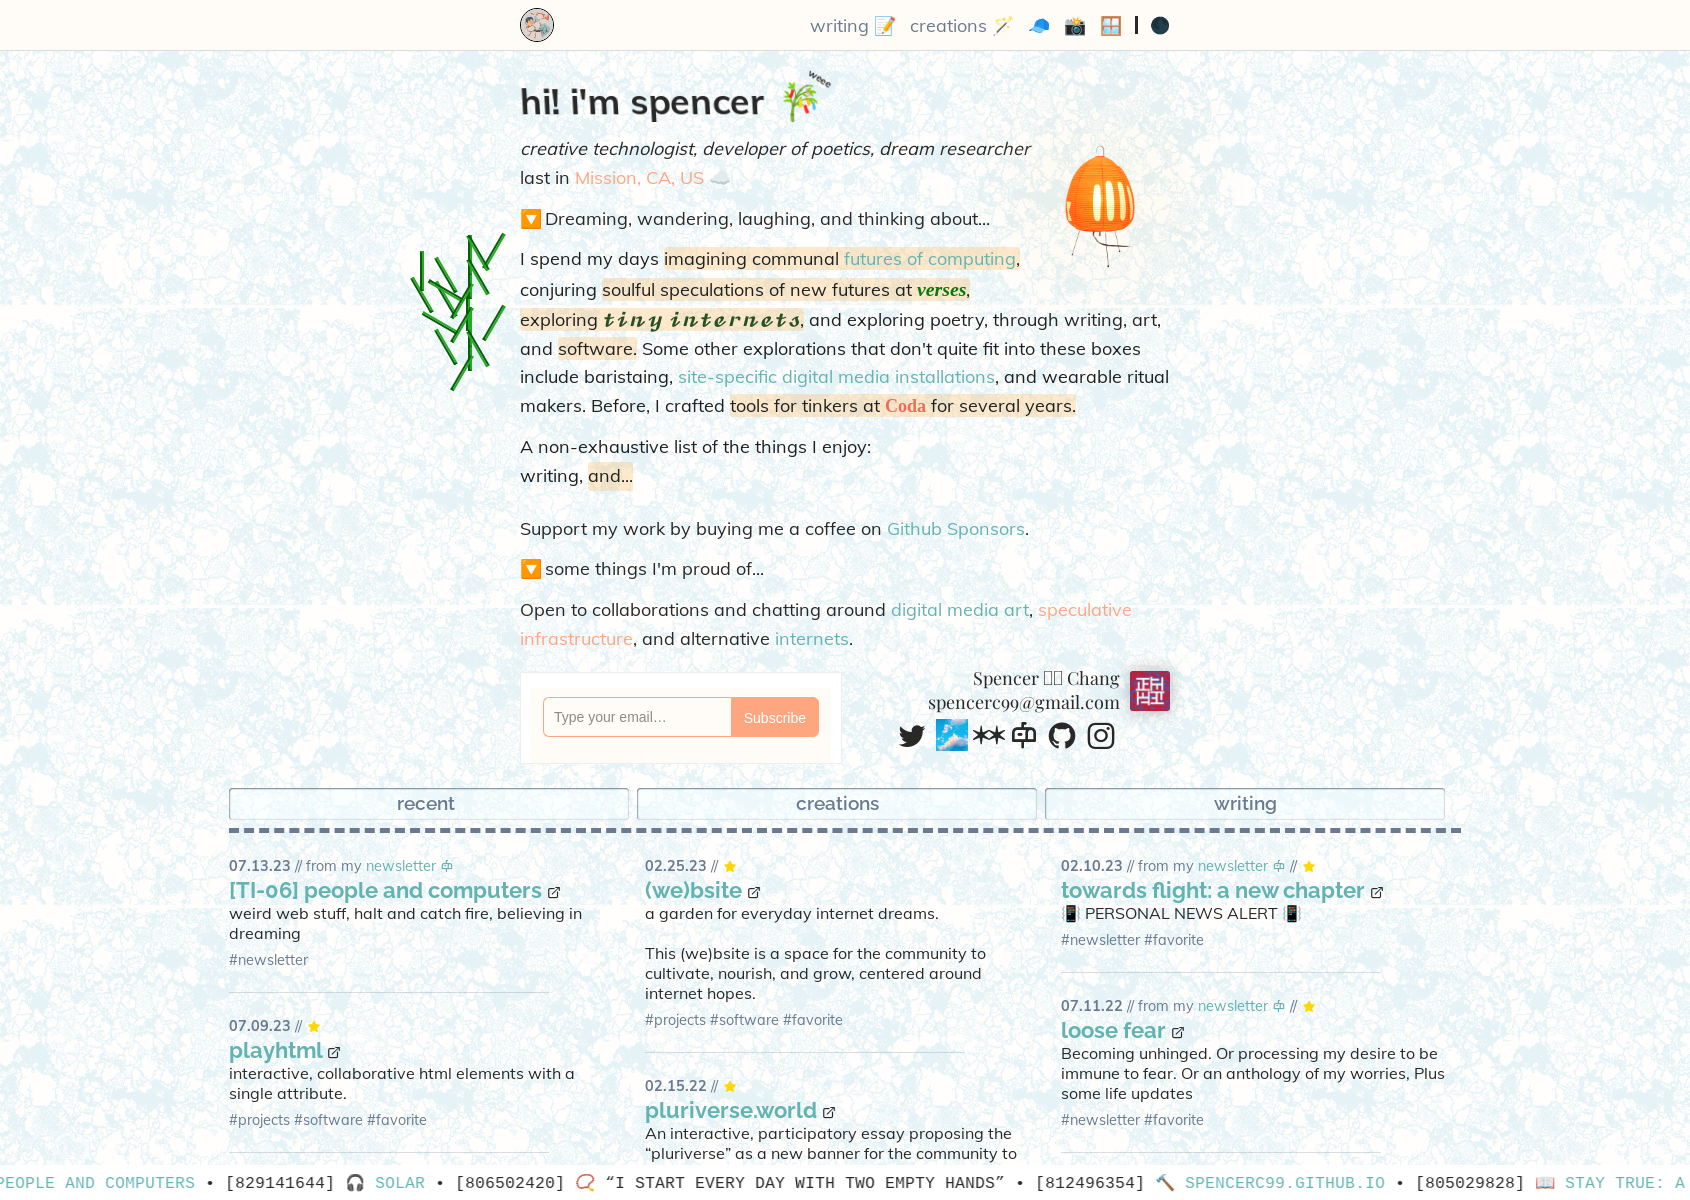 writing 📝 creations 🪄 🧢 📸 🪟 | 🌑
weee
hi! i'm spencer 🎋
creative technologist, developer of poetics, dream researcher
last in Mission, CA, US ☁️
🔽 Dreaming, wandering, laughing, and thinking about...
I spend my days imagining communal futures of computing,
conjuring soulful speculations of new futures at verses,
exploring tiny internets, and exploring poetry, through writing, art,
and software. Some other explorations that don't quite fit into these boxes
include baristaing, site-specific digital media installations, and wearable ritual
makers. Before, I crafted tools for tinkers at Coda for several years.
A non-exhaustive list of the things I enjoy:
writing, and...
Support my work by buying me a coffee on Github Sponsors.
🔽 some things I'm proud of...
Open to collaborations and chatting around digital media art, speculative
infrastructure, and alternative internets.
Type your email… Subscribe
Spencer Chang
spencerc99@gmail.com
recent
creations
writing
07.13.23 // from my newsletter
[TI-06] people and computers
weird web stuff, halt and catch fire, believing in
dreaming
#newsletter
07.09.23 // ⭐
playhtml
interactive, collaborative html elements with a
single attribute.
#projects #software #favorite
02.25.23 // ⭐
(we)bsite
a garden for everyday internet dreams.
This (we)bsite is a space for the community to
cultivate, nourish, and grow, centered around
internet hopes.
#projects #software #favorite
02.15.22 // ⭐
pluriverse.world
An interactive, participatory essay proposing the
“pluriverse” as a new banner for the community to
02.10.23 // from my newsletter // ⭐
towards flight: a new chapter
📳 PERSONAL NEWS ALERT 📳
#newsletter #favorite
07.11.22 // from my newsletter // ⭐
loose fear
Becoming unhinged. Or processing my desire to be
immune to fear. Or an anthology of my worries, Plus
some life updates
#newsletter #favorite
PEOPLE AND COMPUTERS • [829141644] 🎧 SOLAR • [806502420] 📿 “I START EVERY DAY WITH TWO EMPTY HANDS” • [812496354] 🔨 SPENCERC99.GITHUB.IO • [805029828] 📖 STAY TRUE: A